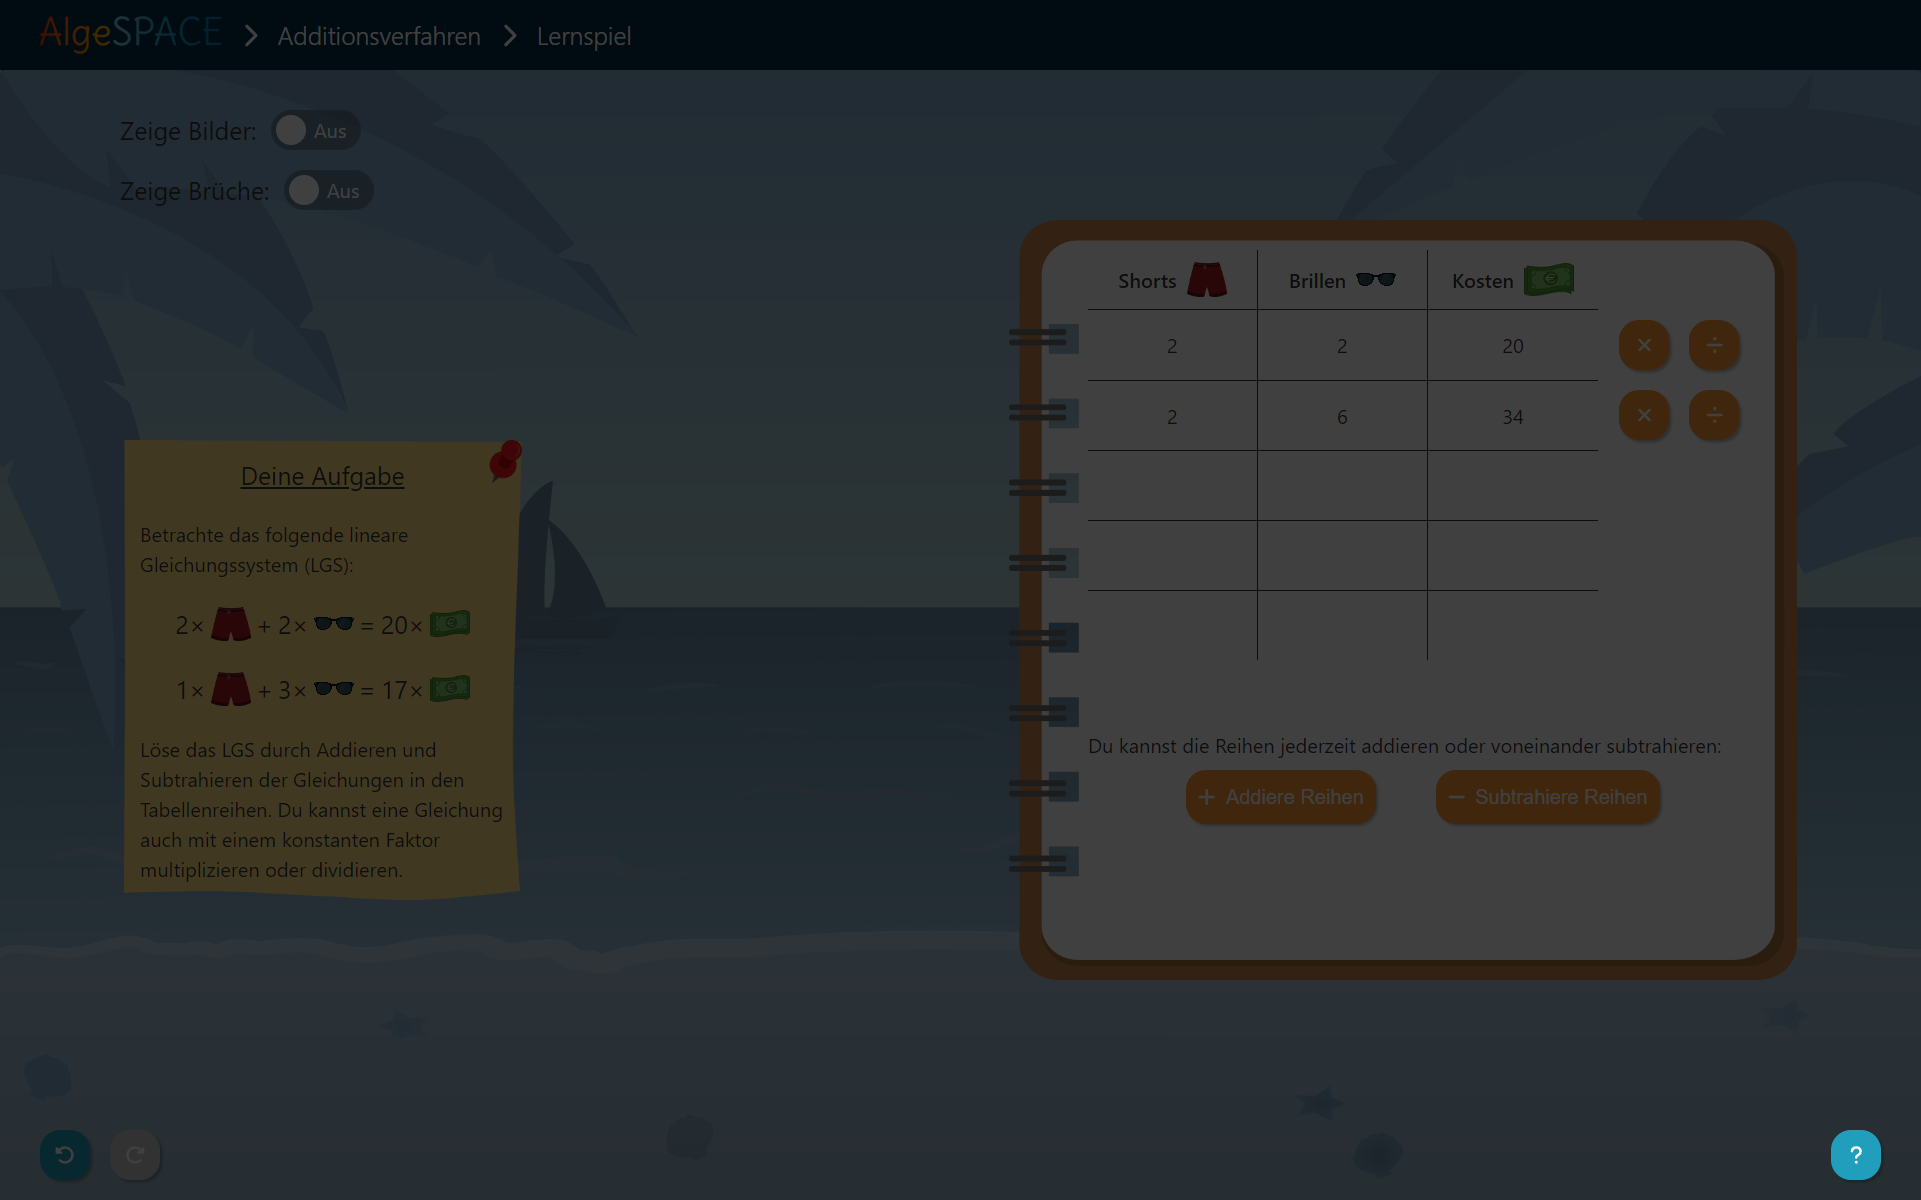 AlgeSPACE > Additionsverfahren > Lernspiel
Zeige Bilder: Aus
Zeige Brüche: Aus
Deine Aufgabe
Betrachte das folgende lineare
Gleichungssystem (LGS):
2× + 2× = 20×
1× + 3× = 17×
Löse das LGS durch Addieren und
Subtrahieren der Gleichungen in den
Tabellenreihen. Du kannst eine Gleichung
auch mit einem konstanten Faktor
multiplizieren oder dividieren.
Shorts Brillen Kosten
2 2 20 × ÷
2 6 34 × ÷
Du kannst die Reihen jederzeit addieren oder voneinander subtrahieren:
+ Addiere Reihen − Subtrahiere Reihen
?